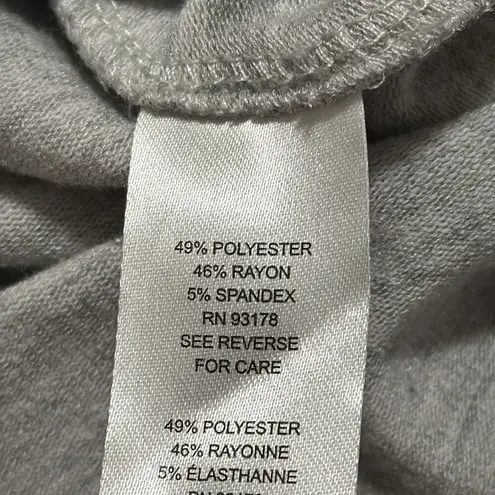 49% POLYESTER
46% RAYON
5% SPANDEX
RN 93178
SEE REVERSE
FOR CARE
49% POLYESTER
46% RAYONNE
5% ÉLASTHANNE